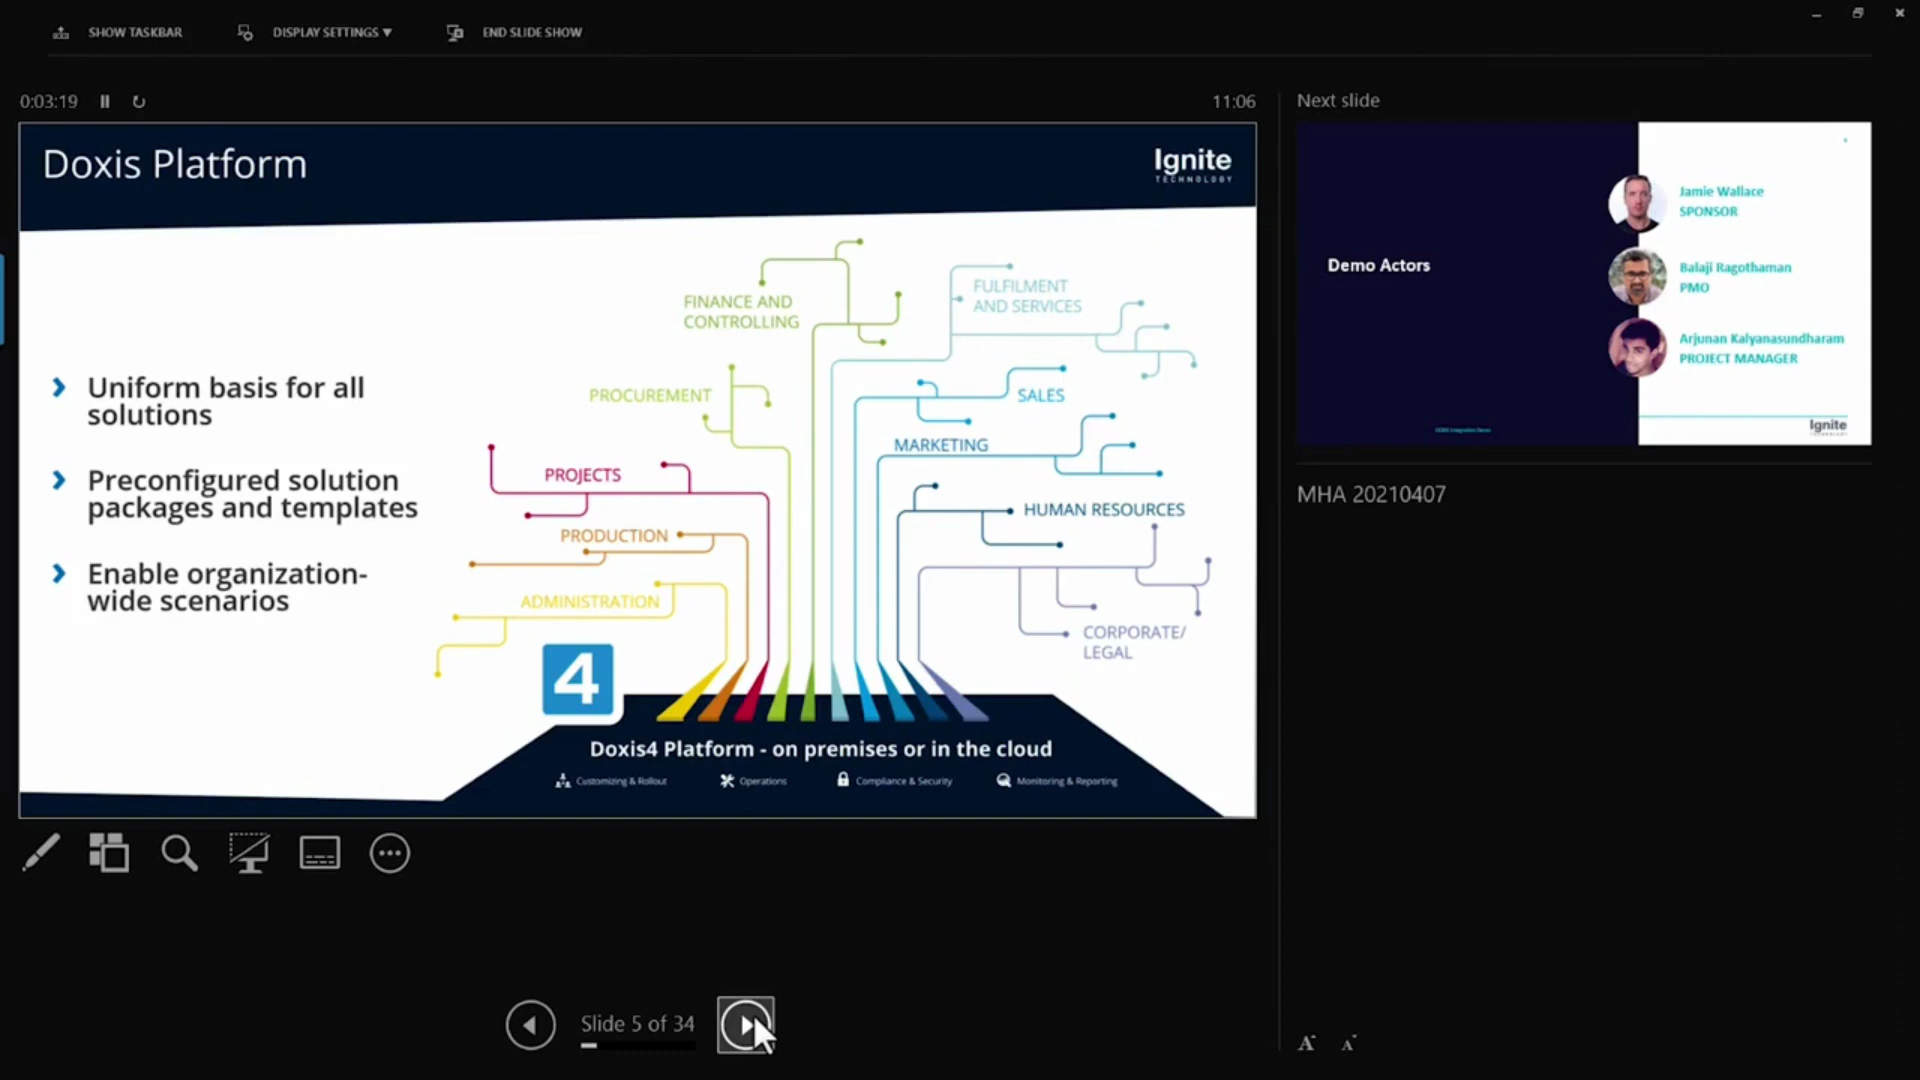 SHOW TASKBAR
DISPLAY SETTINGS ▼
END SLIDE SHOW
0:03:19
11:06
Doxis Platform
Ignite
TECHNOLOGY
Uniform basis for all
solutions
Preconfigured solution
packages and templates
Enable organization-
wide scenarios
FINANCE AND
CONTROLLING
FULFILMENT
AND SERVICES
PROCUREMENT
SALES
MARKETING
PROJECTS
HUMAN RESOURCES
PRODUCTION
ADMINISTRATION
CORPORATE/
LEGAL
4
Doxis4 Platform - on premises or in the cloud
Customizing & Rollout
Operations
Compliance & Security
Monitoring & Reporting
Slide 5 of 34
Next slide
Demo Actors
Jamie Wallace
SPONSOR
Balaji Ragothaman
PMO
Arjunan Kalyanasundharam
PROJECT MANAGER
Ignite
TECHNOLOGY
MHA 20210407
A A